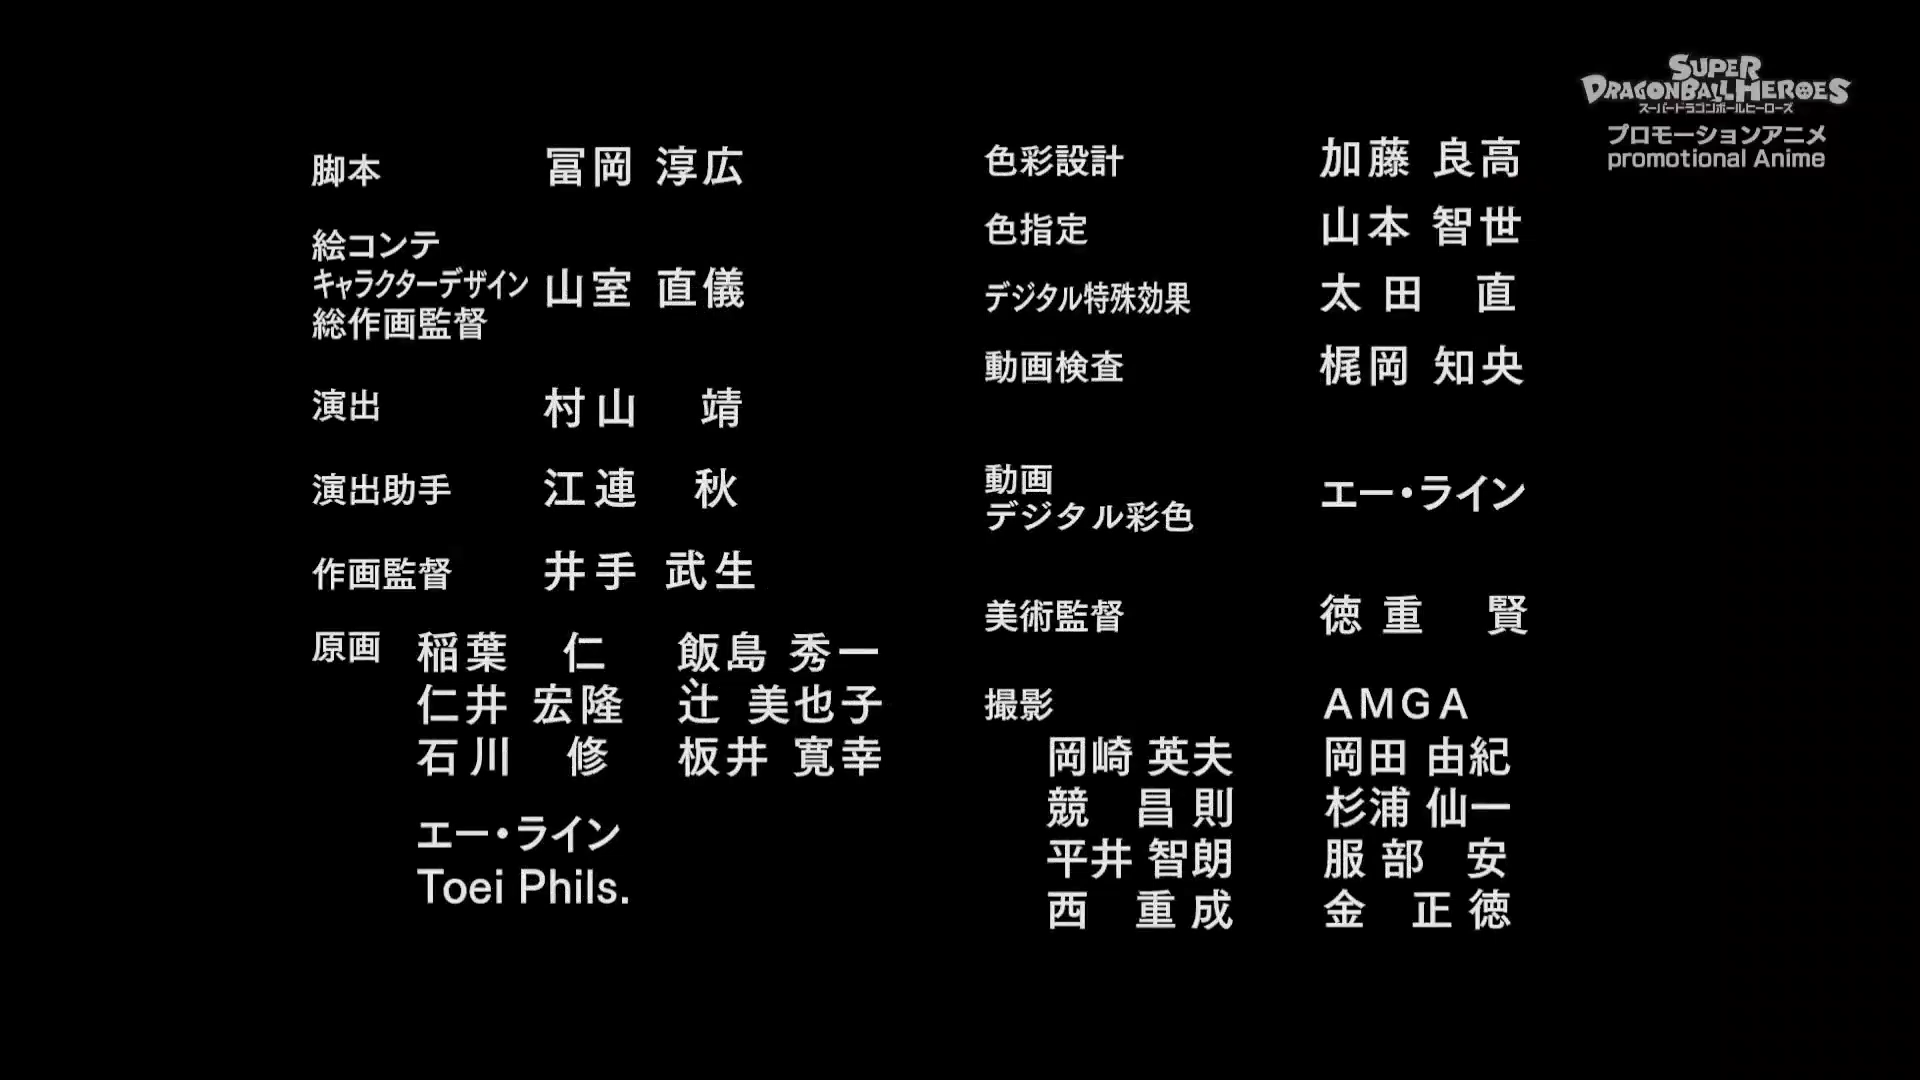 SUPER
DRAGONBALL HEROES
スーパードラゴンボールヒーローズ
プロモーションアニメ
promotional Anime
脚本 冨岡 淳広
絵コンテ
キャラクターデザイン 山室 直儀
総作画監督
演出 村山 靖
演出助手 江連 秋
作画監督 井手 武生
原画 稲葉 仁 飯島 秀一
仁井 宏隆 辻 美也子
石川 修 板井 寛幸
エー・ライン
Toei Phils.
色彩設計 加藤 良高
色指定 山本 智世
デジタル特殊効果 太田 直
動画検査 梶岡 知央
動画
デジタル彩色 エー・ライン
美術監督 徳重 賢
撮影 AMGA
岡崎 英夫 岡田 由紀
競 昌則 杉浦 仙一
平井 智朗 服部 安
西 重成 金 正徳